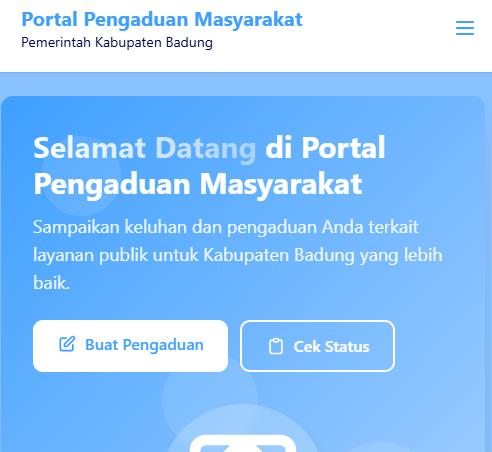 Portal Pengaduan Masyarakat
Pemerintah Kabupaten Badung
Selamat Datang di Portal
Pengaduan Masyarakat
Sampaikan keluhan dan pengaduan Anda terkait
layanan publik untuk Kabupaten Badung yang lebih
baik.
Buat Pengaduan
Cek Status